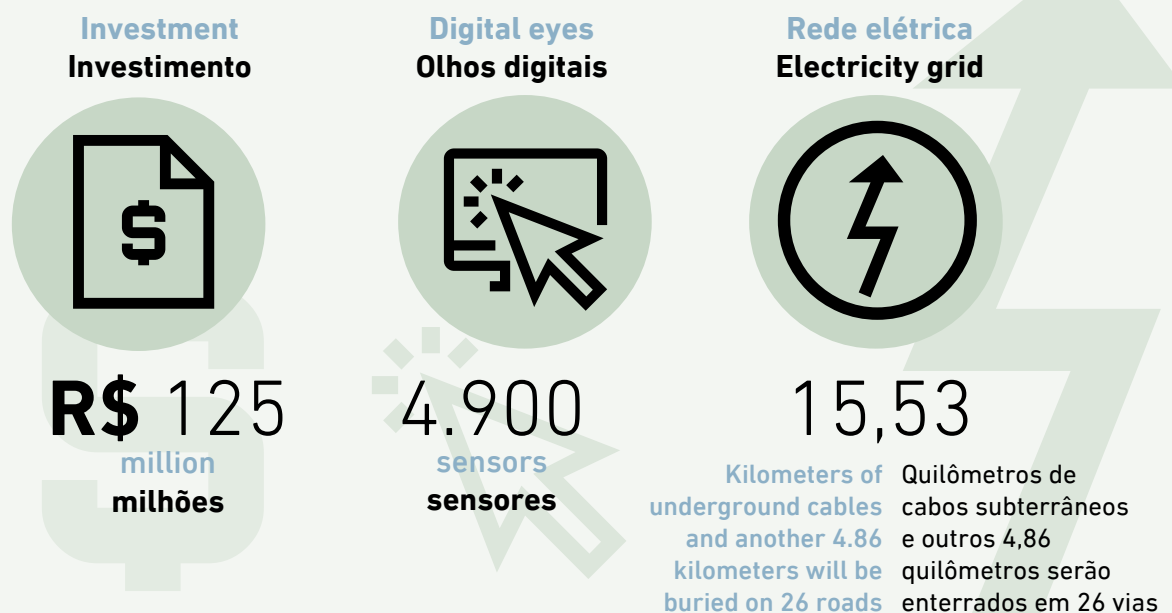 Investment
Investimento
$
R$ 125
million
milhões
Digital eyes
Olhos digitais
4.900
sensors
sensores
Rede elétrica
Electricity grid
15,53
Kilometers of
underground cables
and another 4.86
kilometers will be
buried on 26 roads
Quilômetros de
cabos subterrâneos
e outros 4,86
quilômetros serão
enterrados em 26 vias